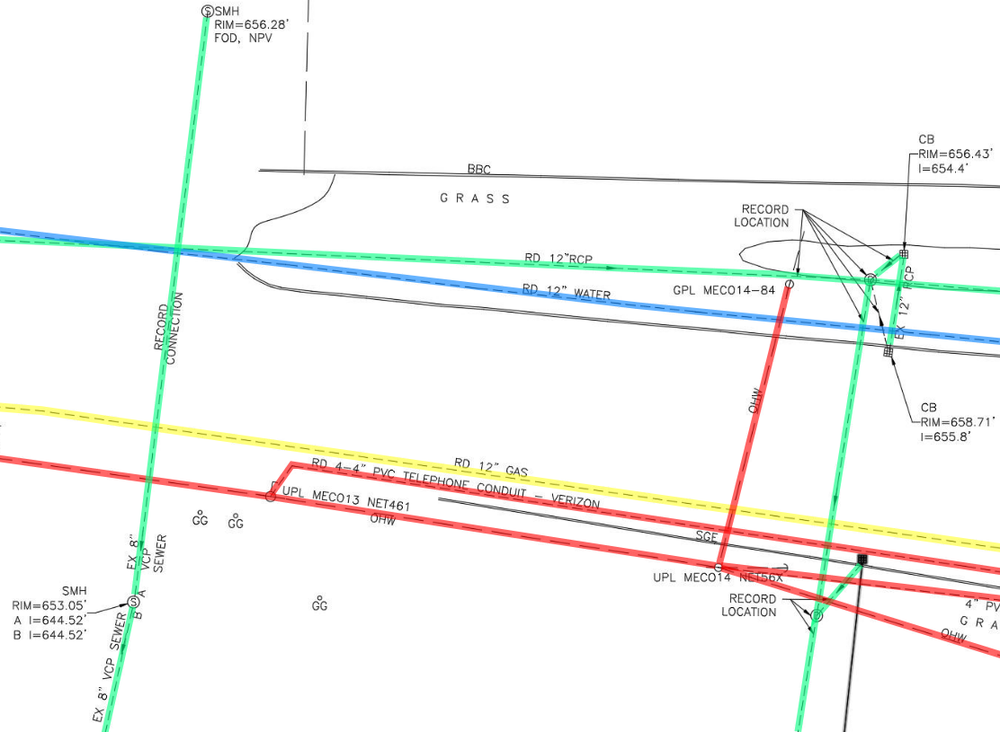 SMH
RIM=656.28'
FOD, NPV
CB
RIM=656.43'
I=654.4'
BBC
G R A S S
RECORD
LOCATION
RD 12"RCP
GPL MECO14-84
RD 12" WATER
EX 12" RCP
RECORD
CONNECTION
OHW
CB
RIM=658.71'
I=655.8'
RD 12" GAS
RD 4-4" PVC TELEPHONE CONDUIT - VERIZON
UPL MECO13 NET461
OHW
GG
GG
SGE
EX 8"
VCP
SEWER
UPL MECO14 NET56X
SMH
RIM=653.05'
A I=644.52'
B I=644.52'
S
A
B
GG
RECORD
LOCATION
4" PV
G R A
OHW
EX 8" VCP SEWER
S
D
D